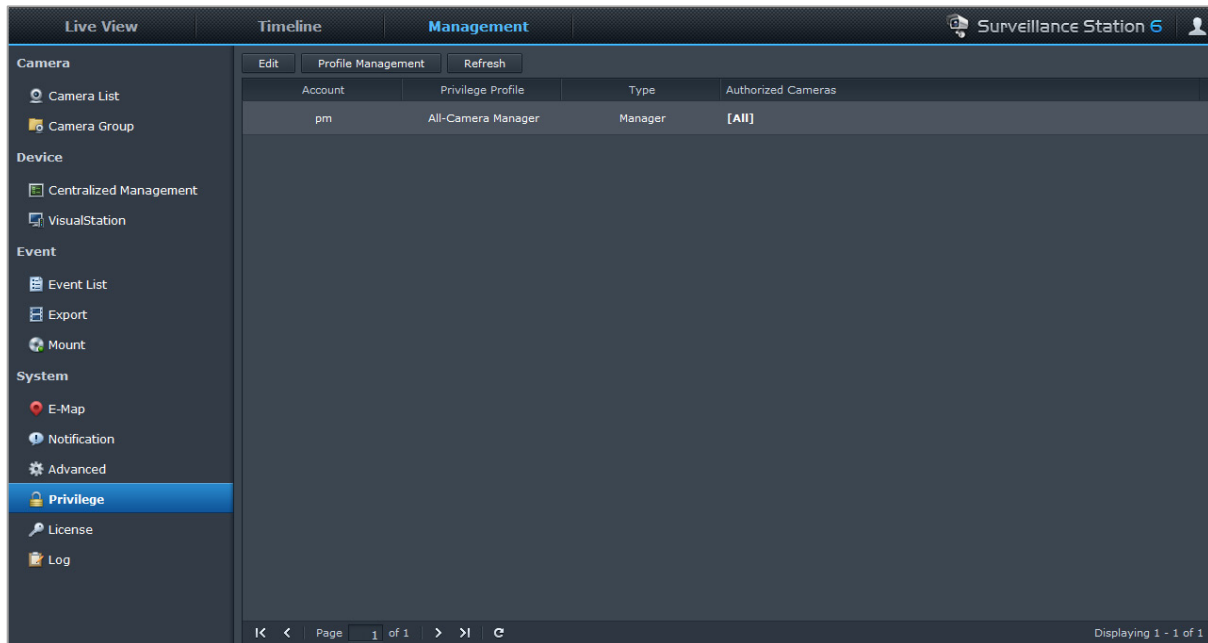 Live View Timeline Management Surveillance Station 6
Camera
Camera List
Camera Group
Device
Centralized Management
VisualStation
Event
Event List
Export
Mount
System
E-Map
Notification
Advanced
Privilege
License
Log
Edit Profile Management Refresh
Account Privilege Profile Type Authorized Cameras
pm All-Camera Manager Manager [All]
Page 1 of 1 Displaying 1 - 1 of 1